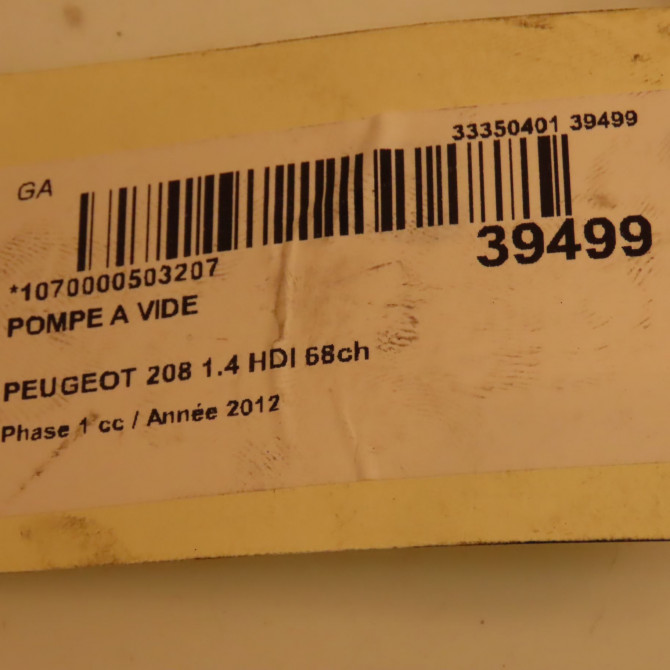 33350401 39499
GA
39499
*1070000503207
POMPE A VIDE
PEUGEOT 208 1.4 HDI 68ch
Phase 1 cc / Année 2012